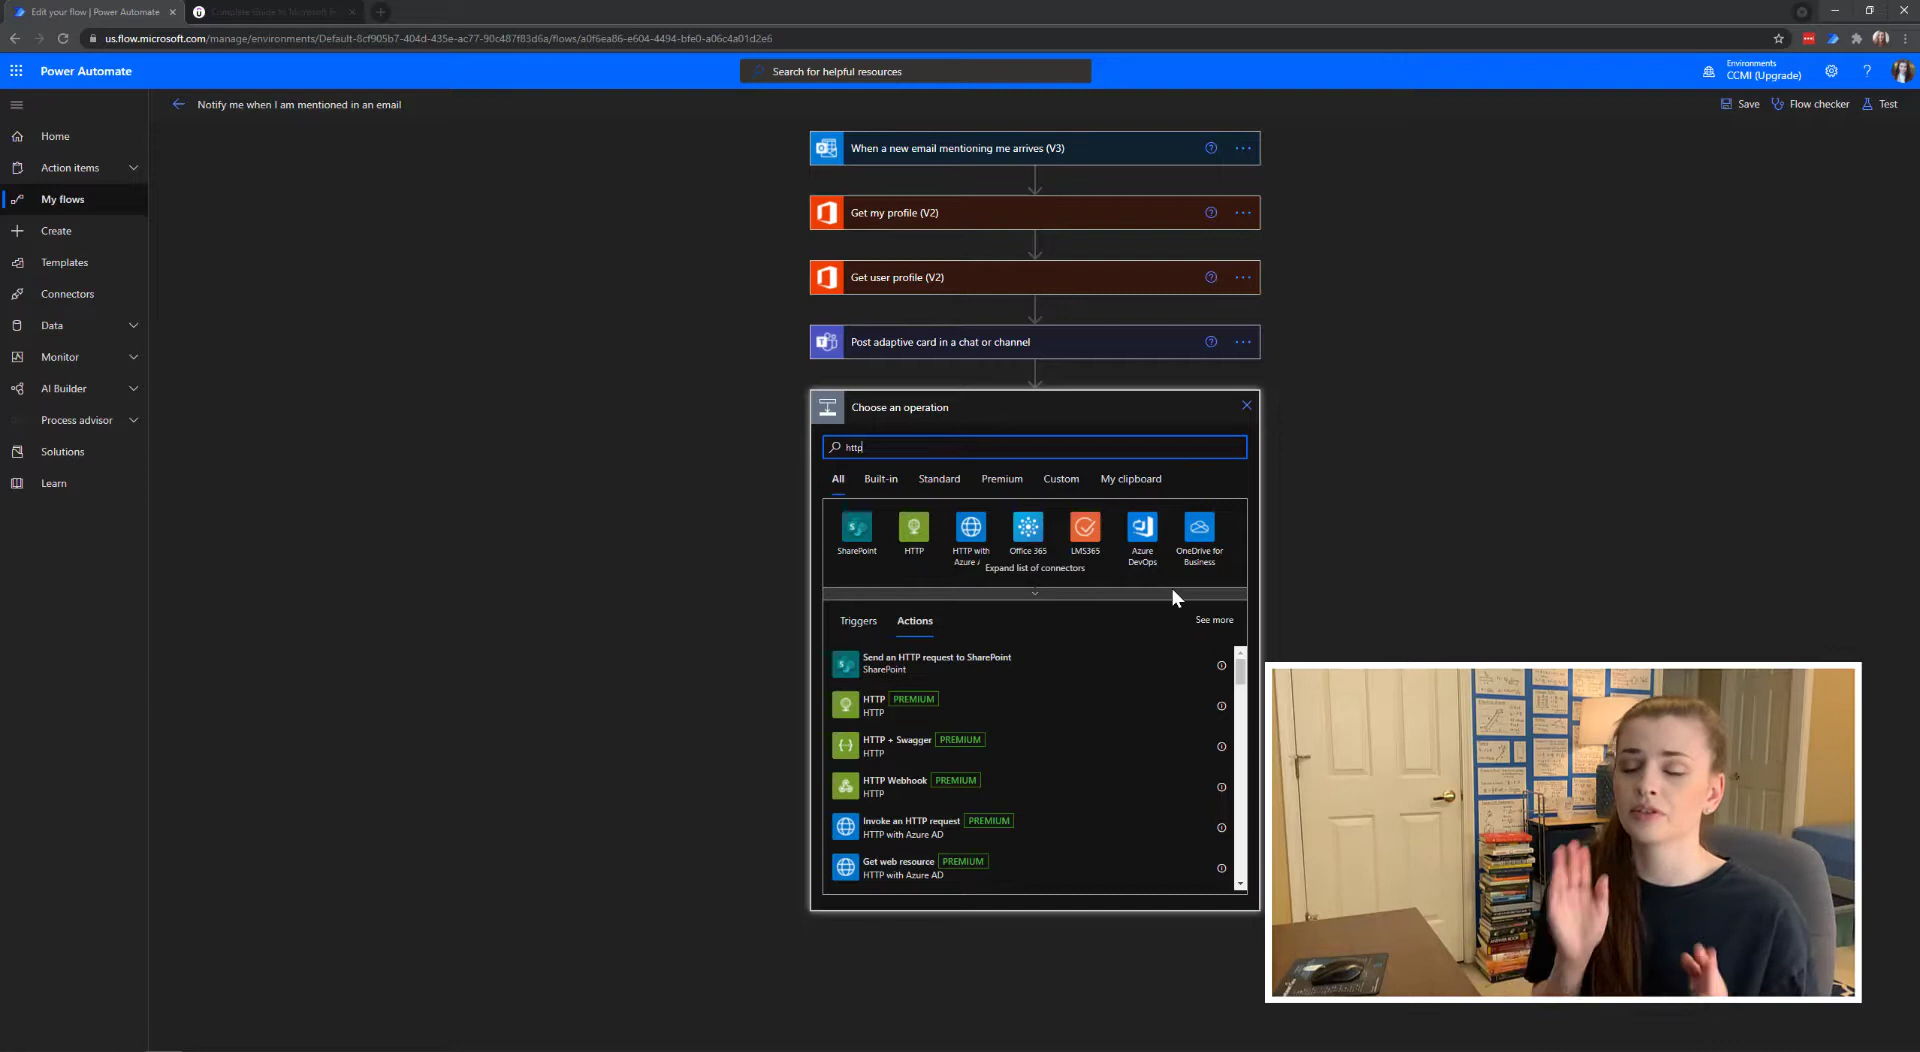 Edit your flow | Power Automate
Complete Guide to Microsoft
us.flow.microsoft.com/manage/environments/Default-8cf905b7-404d-435e-ac77-90c487f83d6a/flows/a0f6ea86-e604-4494-bfe0-a06c4a01d2e6
Power Automate
Search for helpful resources
Environments
CCMI (Upgrade)
Notify me when I am mentioned in an email
Save
Flow checker
Test
Home
Action items
My flows
Create
Templates
Connectors
Data
Monitor
AI Builder
Process advisor
Solutions
Learn
When a new email mentioning me arrives (V3)
Get my profile (V2)
Get user profile (V2)
Post adaptive card in a chat or channel
Choose an operation
http
All Built-in Standard Premium Custom My clipboard
SharePoint
HTTP
HTTP with
Azure A
Office 365
LMS365
Azure
DevOps
OneDrive for
Business
Expand list of connectors
Triggers Actions See more
Send an HTTP request to SharePoint
SharePoint
HTTP PREMIUM
HTTP
HTTP + Swagger PREMIUM
HTTP
HTTP Webhook PREMIUM
HTTP
Invoke an HTTP request PREMIUM
HTTP with Azure AD
Get web resource PREMIUM
HTTP with Azure AD